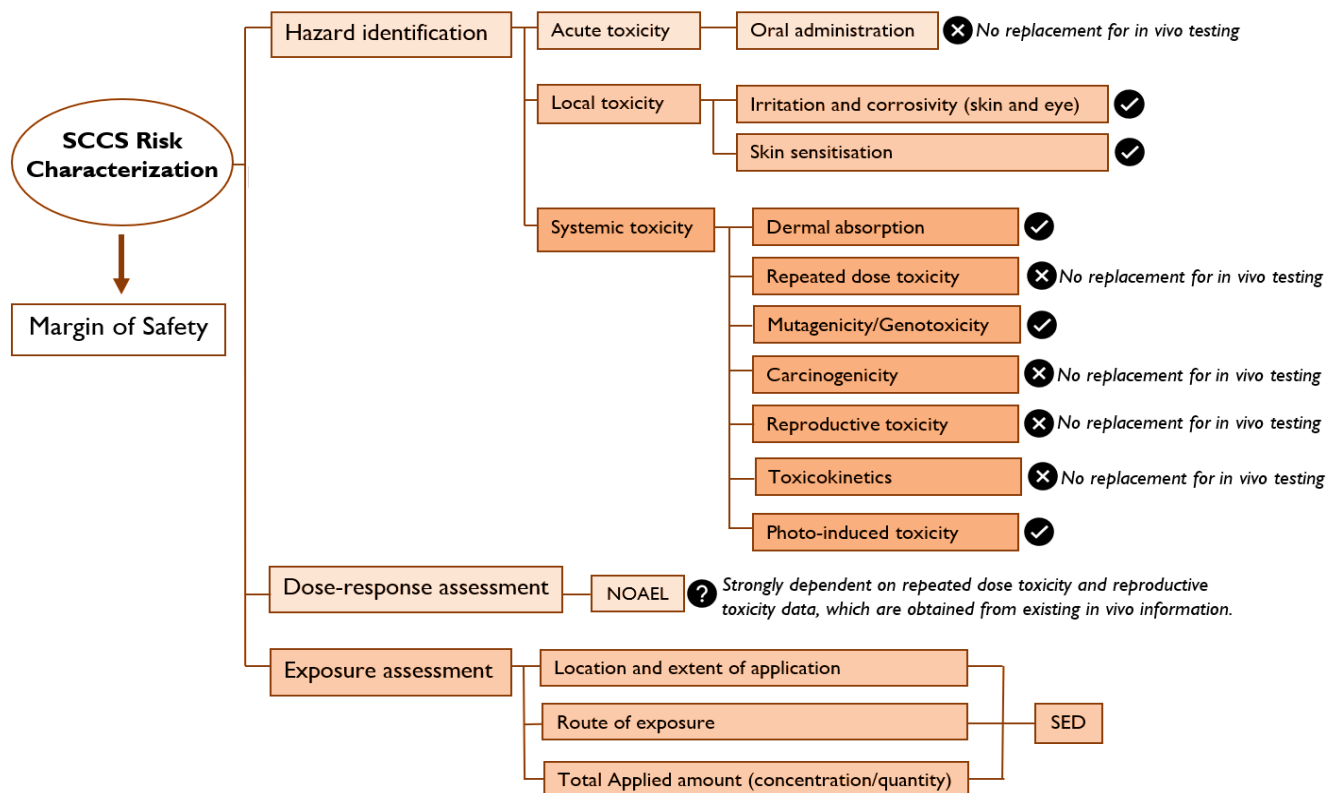 SCCS Risk
Characterization
Margin of Safety
Hazard identification
Acute toxicity
Oral administration
No replacement for in vivo testing
Local toxicity
Irritation and corrosivity (skin and eye)
Skin sensitisation
Systemic toxicity
Dermal absorption
Repeated dose toxicity
No replacement for in vivo testing
Mutagenicity/Genotoxicity
Carcinogenicity
No replacement for in vivo testing
Reproductive toxicity
No replacement for in vivo testing
Toxicokinetics
No replacement for in vivo testing
Photo-induced toxicity
Dose-response assessment
NOAEL
?
Strongly dependent on repeated dose toxicity and reproductive
toxicity data, which are obtained from existing in vivo information.
Exposure assessment
Location and extent of application
Route of exposure
Total Applied amount (concentration/quantity)
SED